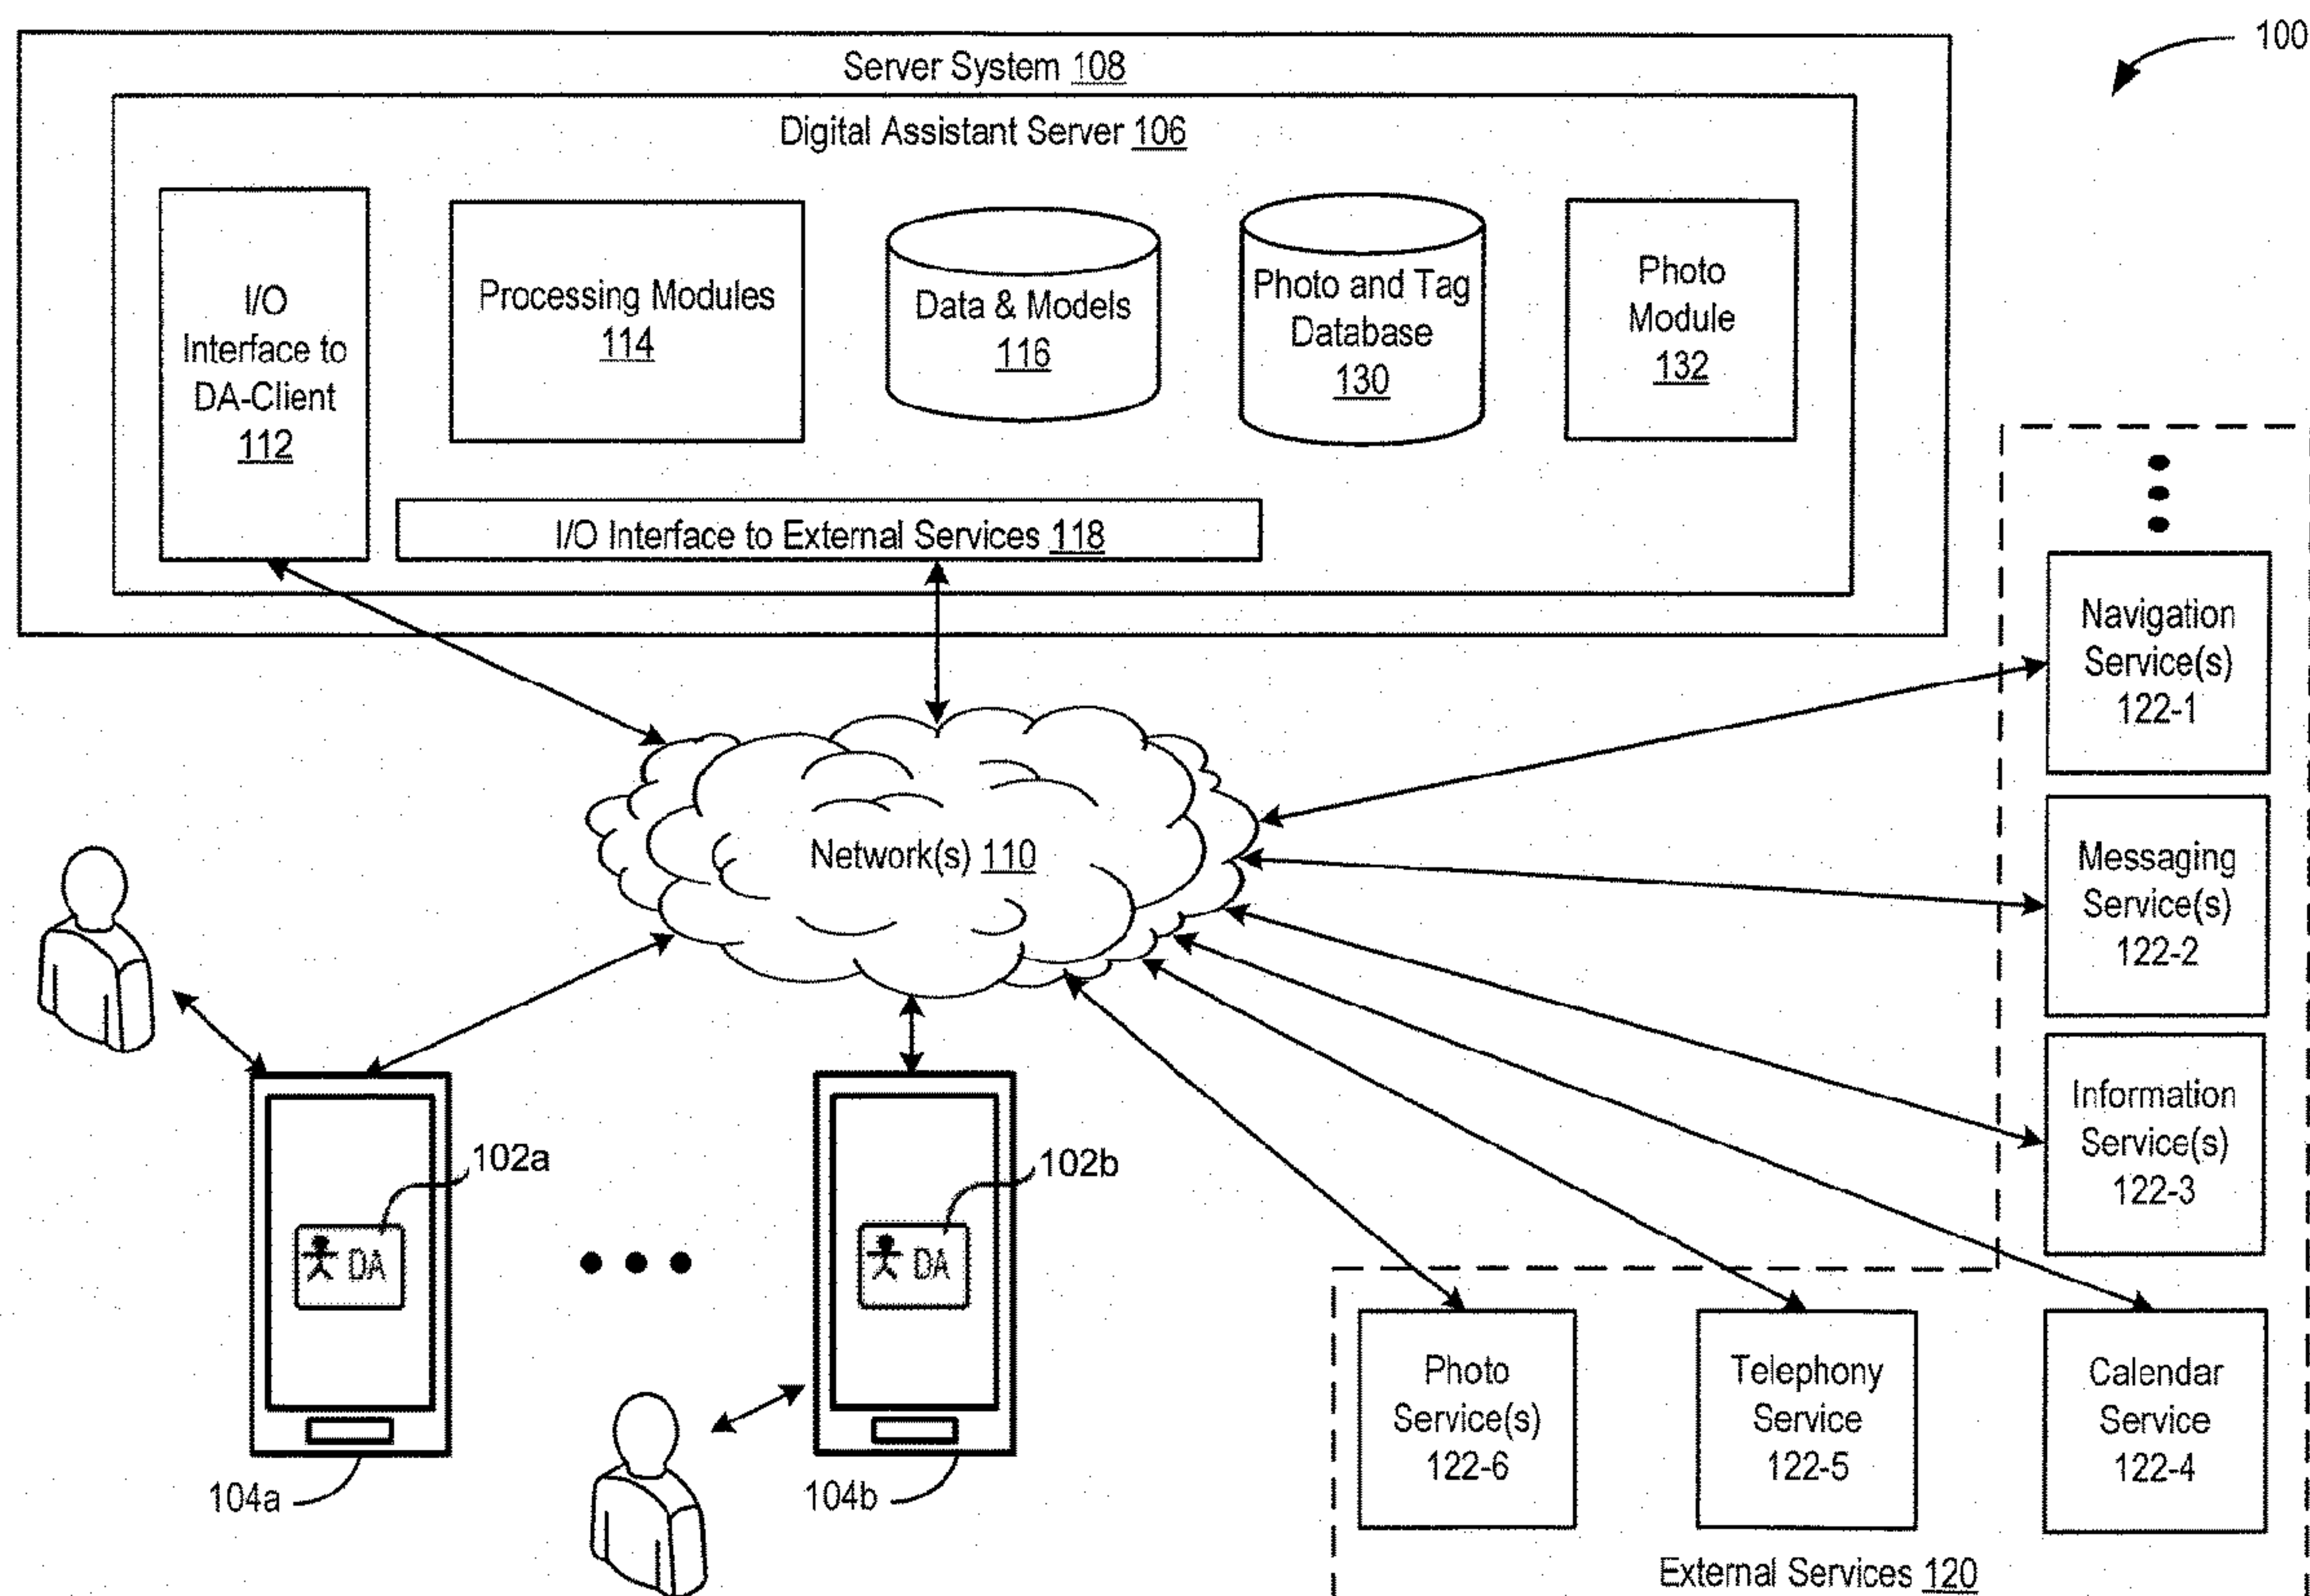 100
Server System 108
Digital Assistant Server 106
I/O
Interface to
DA-Client
112
Processing Modules
114
Data & Models
116
Photo and Tag
Database
130
Photo
Module
132
I/O Interface to External Services 118
Navigation
Service(s)
122-1
Network(s) 110
Messaging
Service(s)
122-2
Information
Service(s)
122-3
102a
DA
104a
102b
DA
104b
Photo
Service(s)
122-6
Telephony
Service
122-5
Calendar
Service
122-4
External Services 120